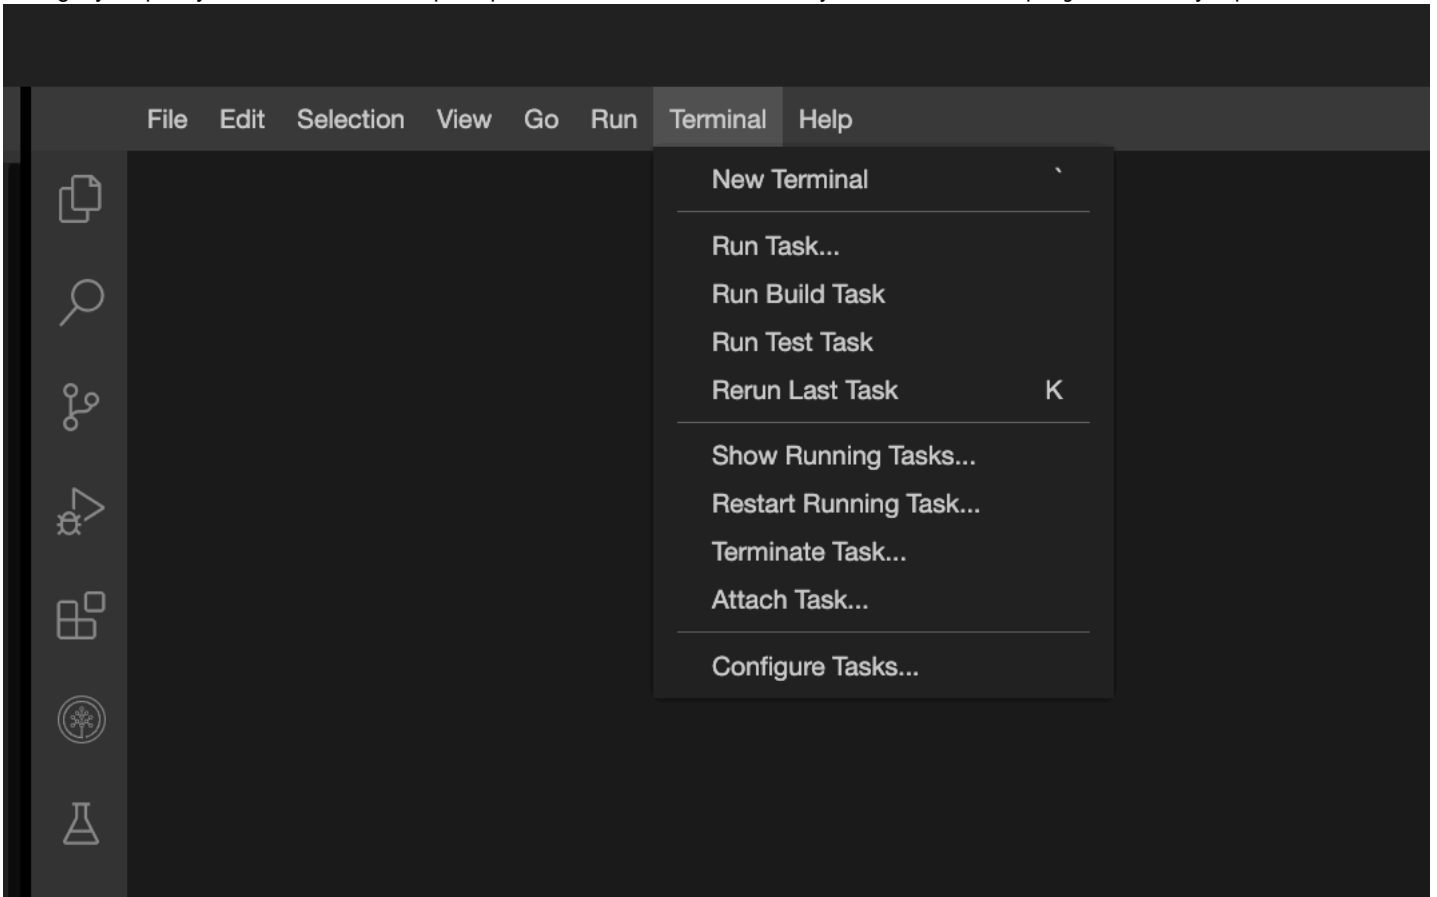 File Edit Selection View Go Run Terminal Help
New Terminal `
Run Task...
Run Build Task
Run Test Task
Rerun Last Task K
Show Running Tasks...
Restart Running Task...
Terminate Task...
Attach Task...
Configure Tasks...